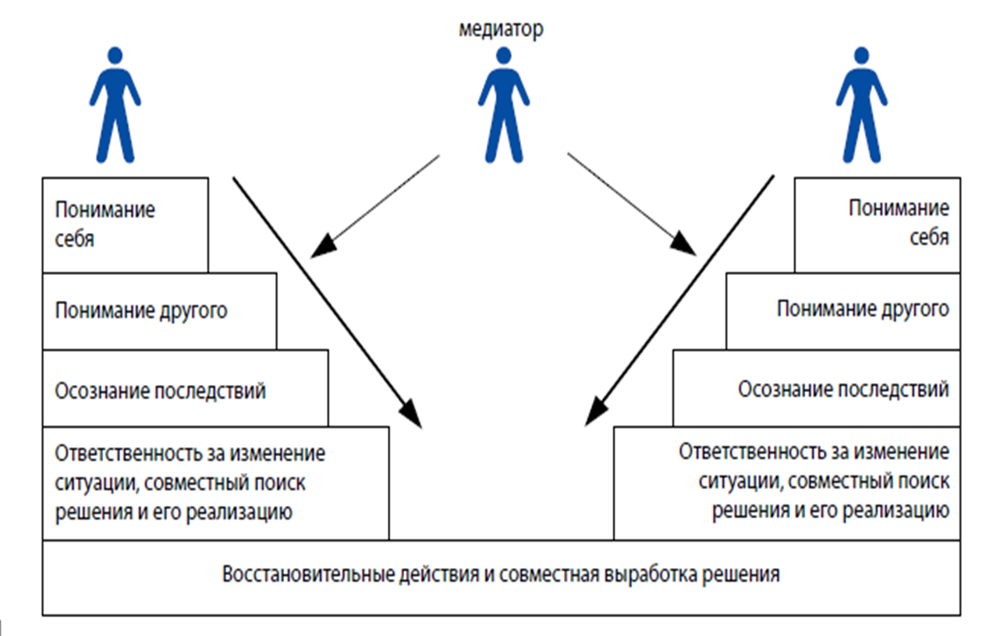 медиатор
Понимание
себя
Понимание
себя
Понимание другого
Понимание другого
Осознание последствий
Осознание последствий
Ответственность за изменение
ситуации, совместный поиск
решения и его реализацию
Ответственность за изменение
ситуации, совместный поиск
решения и его реализацию
Восстановительные действия и совместная выработка решения